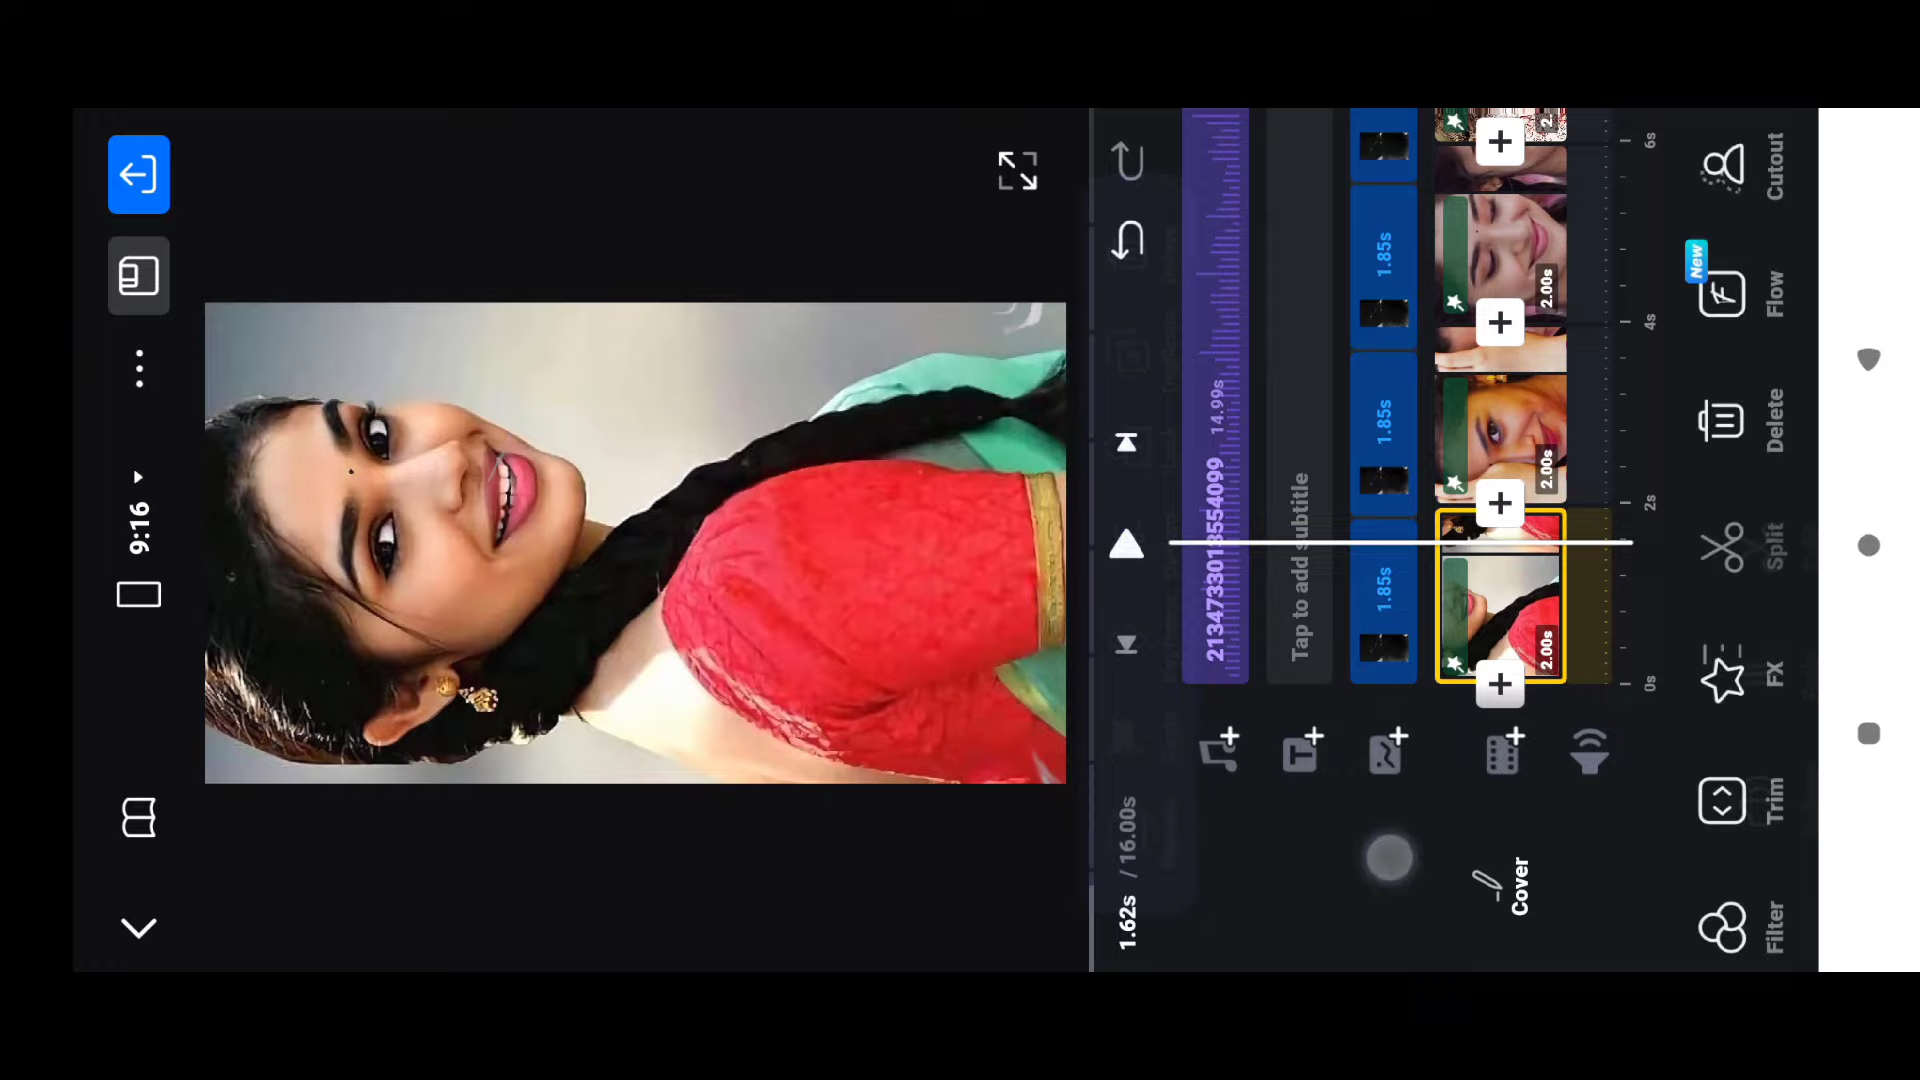 9:16
1.62s / 16.00s
2134733013554099 14.99s
Tap to add subtitle
1.85s
1.85s
1.85s
Cover
2.00s
2.00s
2.00s
2.
0s
2s
4s
6s
Filter
Trim
FX
Split
Delete
New
Flow
Cutout